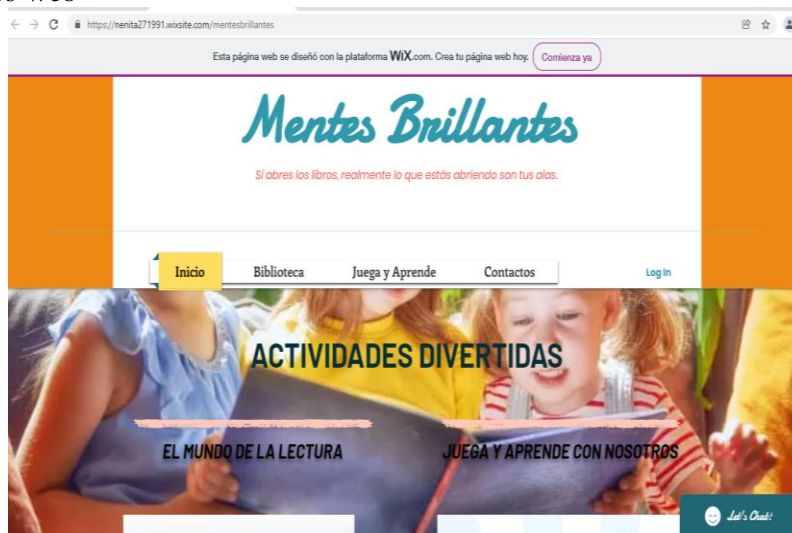 https://nenita271991.wixsite.com/mentesbrillantes
Esta página web se diseñó con la plataforma WiX.com. Crea tu página web hoy. Comienza ya
Mentes Brillantes
Si abres los libros, realmente lo que estás abriendo son tus alas.
Inicio Biblioteca Juega y Aprende Contactos Log In
ACTIVIDADES DIVERTIDAS
EL MUNDO DE LA LECTURA JUEGA Y APRENDE CON NOSOTROS
Let's Chat!